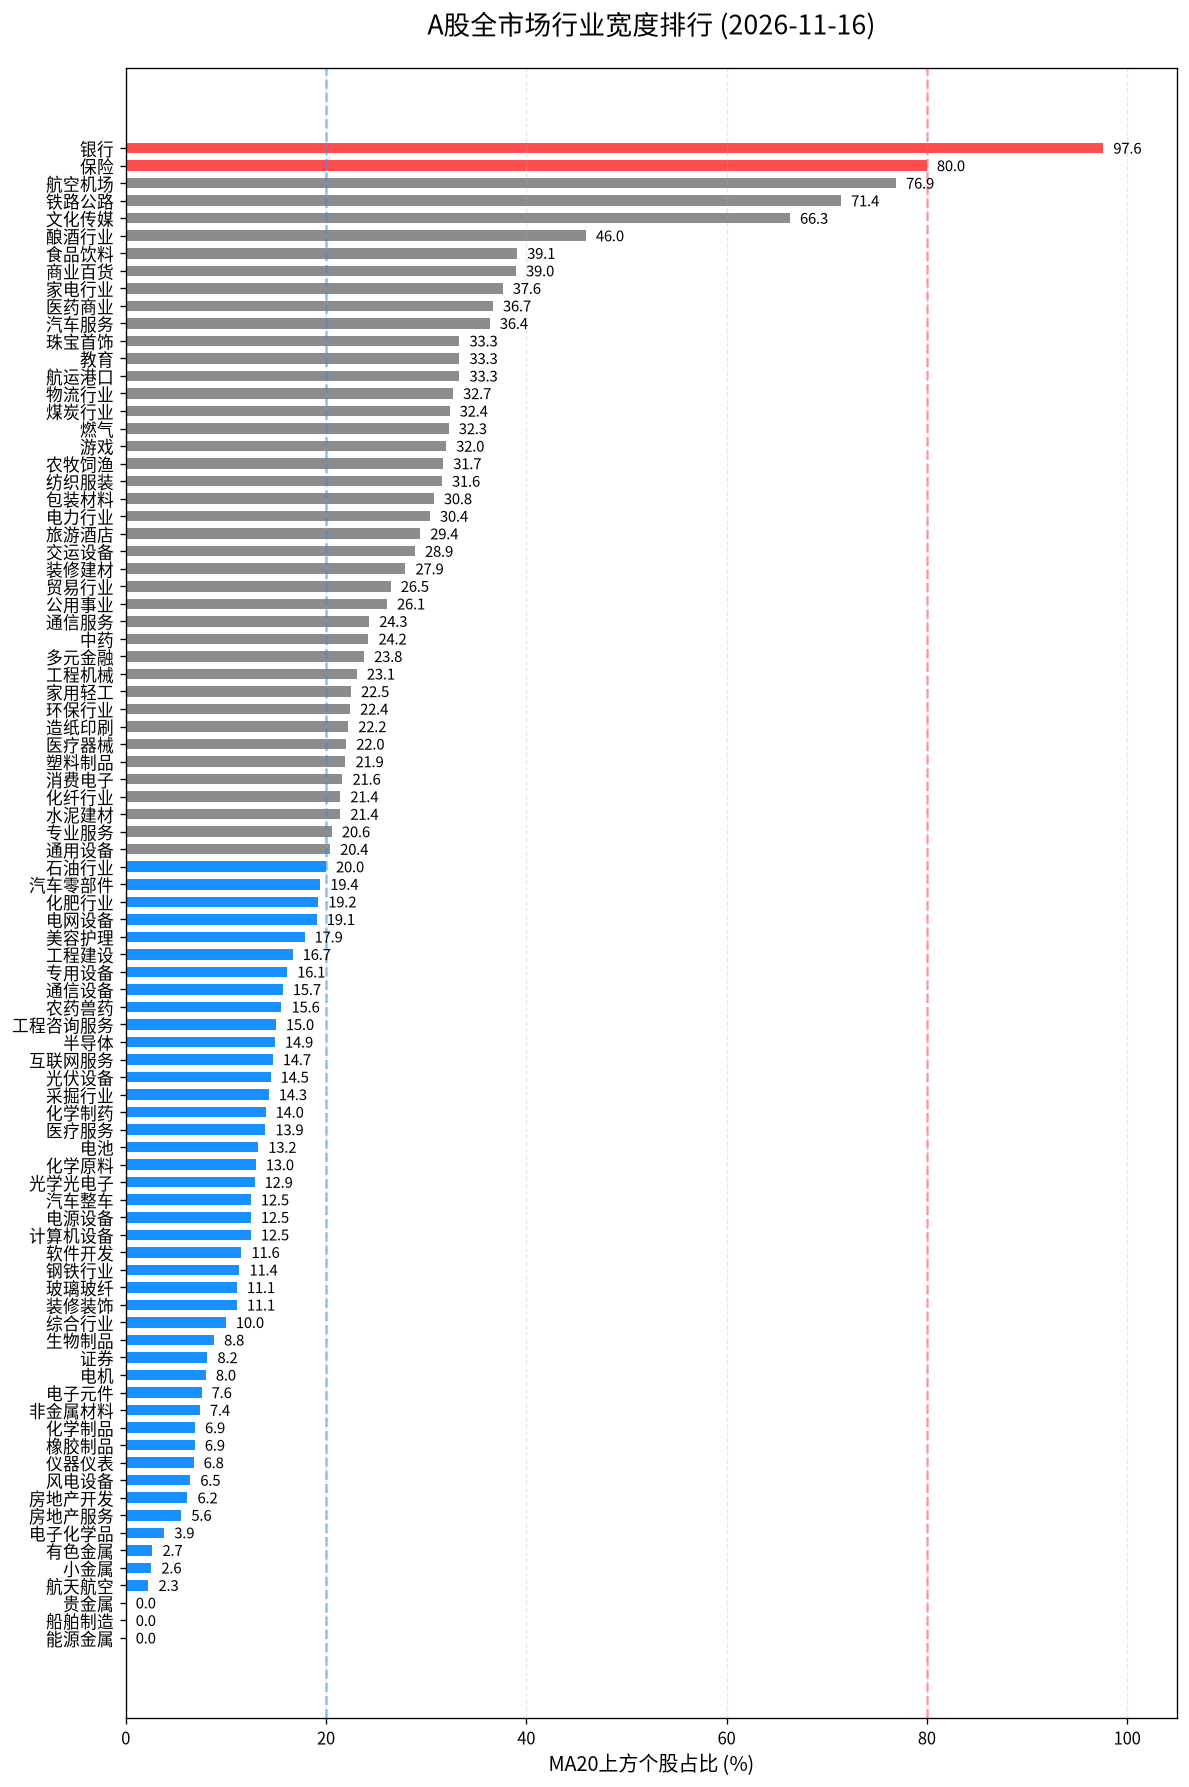 A股全市场行业宽度排行 (2026-11-16)
银行 97.6
保险 80.0
航空机场 76.9
铁路公路 71.4
文化传媒 66.3
酿酒行业 46.0
食品饮料 39.1
商业百货 39.0
家电行业 37.6
医药商业 36.7
汽车服务 36.4
珠宝首饰 33.3
教育 33.3
航运港口 33.3
物流行业 32.7
煤炭行业 32.4
燃气 32.3
游戏 32.0
农牧饲渔 31.7
纺织服装 31.6
包装材料 30.8
电力行业 30.4
旅游酒店 29.4
交运设备 28.9
装修建材 27.9
贸易行业 26.5
公用事业 26.1
通信服务 24.3
中药 24.2
多元金融 23.8
工程机械 23.1
家用轻工 22.5
环保行业 22.4
造纸印刷 22.2
医疗器械 22.0
塑料制品 21.9
消费电子 21.6
化纤行业 21.4
水泥建材 21.4
专业服务 20.6
通用设备 20.4
石油行业 20.0
汽车零部件 19.4
化肥行业 19.2
电网设备 19.1
美容护理 17.9
工程建设 16.7
专用设备 16.1
通信设备 15.7
农药兽药 15.6
工程咨询服务 15.0
半导体 14.9
互联网服务 14.7
光伏设备 14.5
采掘行业 14.3
化学制药 14.0
医疗服务 13.9
电池 13.2
化学原料 13.0
光学光电子 12.9
汽车整车 12.5
电源设备 12.5
计算机设备 12.5
软件开发 11.6
钢铁行业 11.4
玻璃玻纤 11.1
装修装饰 11.1
综合行业 10.0
生物制品 8.8
证券 8.2
电机 8.0
电子元件 7.6
非金属材料 7.4
化学制品 6.9
橡胶制品 6.9
仪器仪表 6.8
风电设备 6.5
房地产开发 6.2
房地产服务 5.6
电子化学品 3.9
有色金属 2.7
小金属 2.6
航天航空 2.3
贵金属 0.0
船舶制造 0.0
能源金属 0.0
0 20 40 60 80 100
MA20上方个股占比 (%)